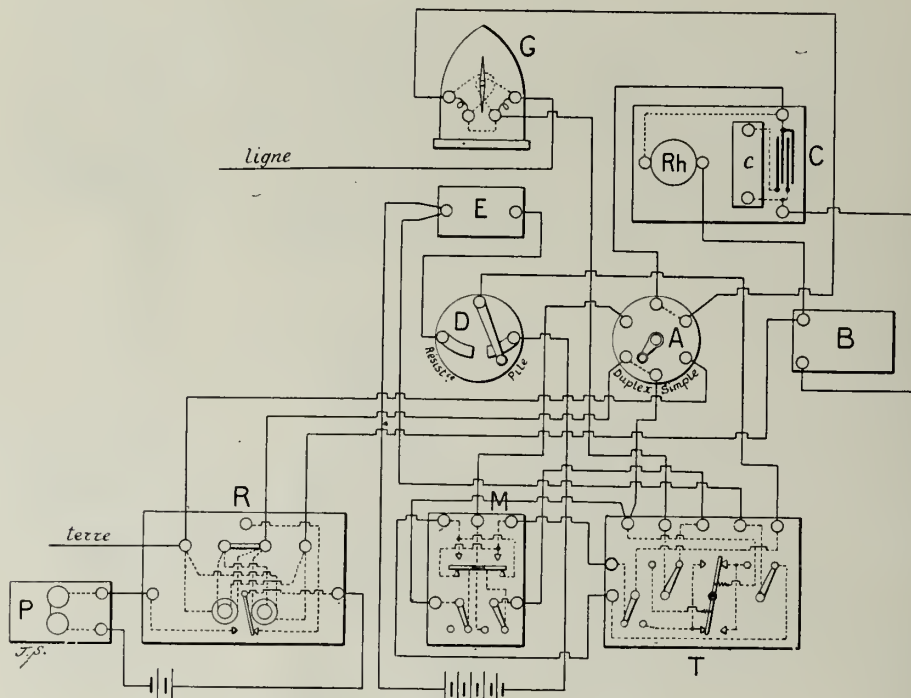 G
ligne
Rh
c
C
E
D
Résist.ce
Pile
A
Duplex
Simple
B
R
M
terre
P
J.S.
T